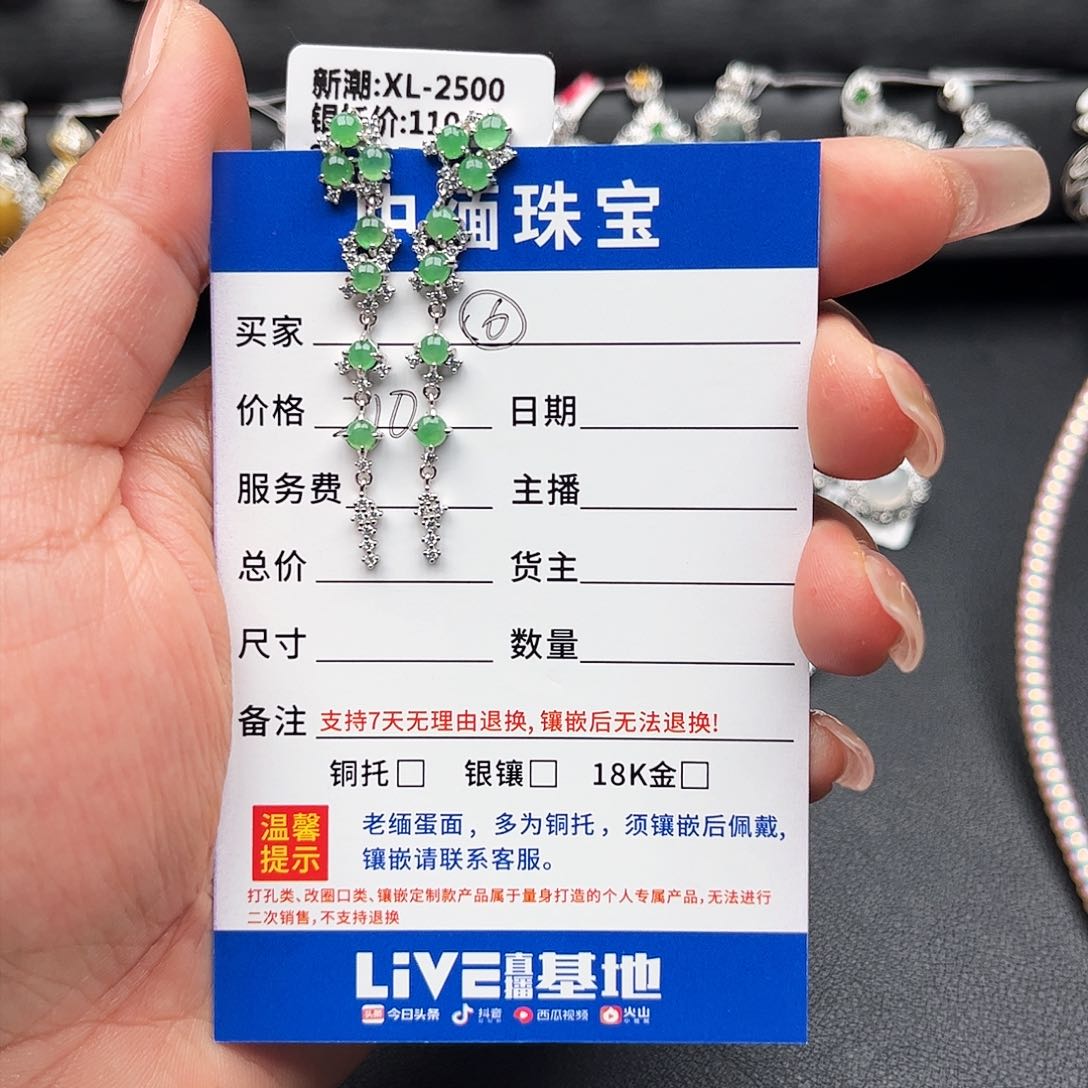 新潮:XL-2500
价:110
缅珠宝
买家 16
价格 日期
服务费 主播
总价 货主
尺寸 数量
备注 支持7天无理由退换, 镶嵌后无法退换!
铜托□ 银镶□ 18K金□
温馨提示
老缅蛋面，多为铜托，须镶嵌后佩戴,
镶嵌请联系客服。
打孔类、改圈口类、镶嵌定制款产品属于量身打造的个人专属产品,无法进行
二次销售,不支持退换
LiVE直播基地
头条 今日头条 抖音 西瓜视频 火山